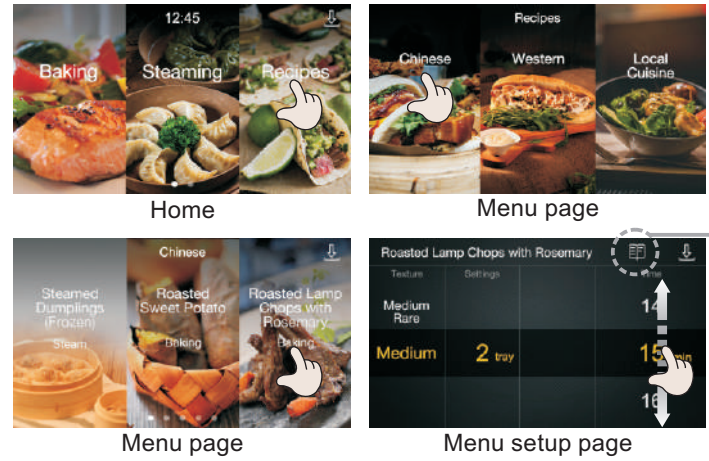 12:45
Baking
Steaming
Recipes
Home
Recipes
Chinese
Western
Local
Cuisine
Menu page
Chinese
Steamed
Dumplings
(Frozen)
Steam
Roasted
Sweet Potato
Baking
Roasted Lamp
Chops with
Rosemary
Baking
Menu page
Roasted Lamp Chops with Rosemary
Texture
Settings
Time
Medium
Rare
14
Medium
2 tray
15 min
16
Menu setup page